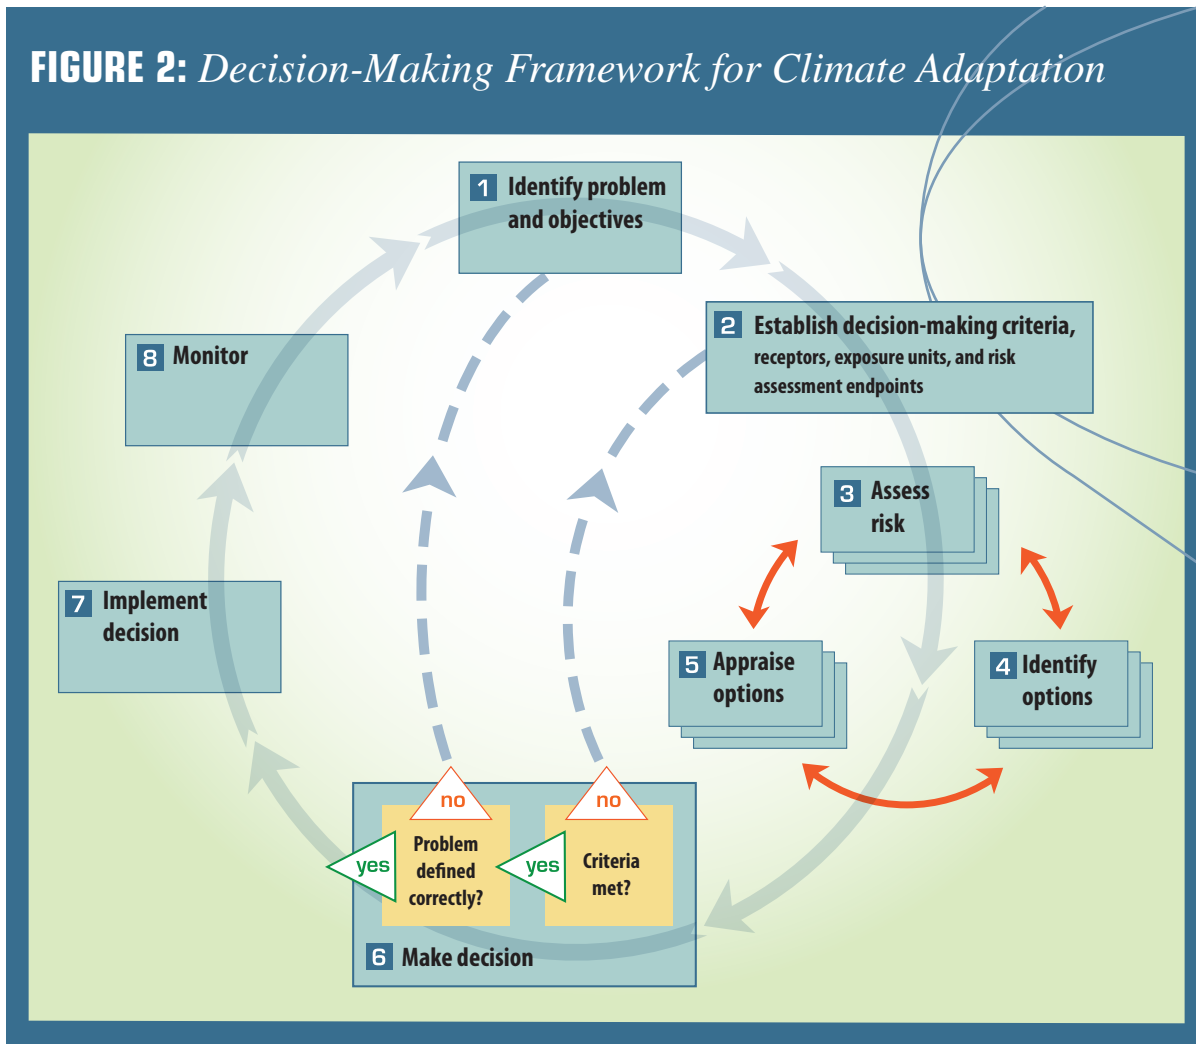 FIGURE 2: Decision-Making Framework for Climate Adaptation
1 Identify problem
and objectives
2 Establish decision-making criteria,
receptors, exposure units, and risk
assessment endpoints
3 Assess
risk
4 Identify
options
5 Appraise
options
no
no
yes
Problem
defined
correctly?
yes
Criteria
met?
6 Make decision
7 Implement
decision
8 Monitor